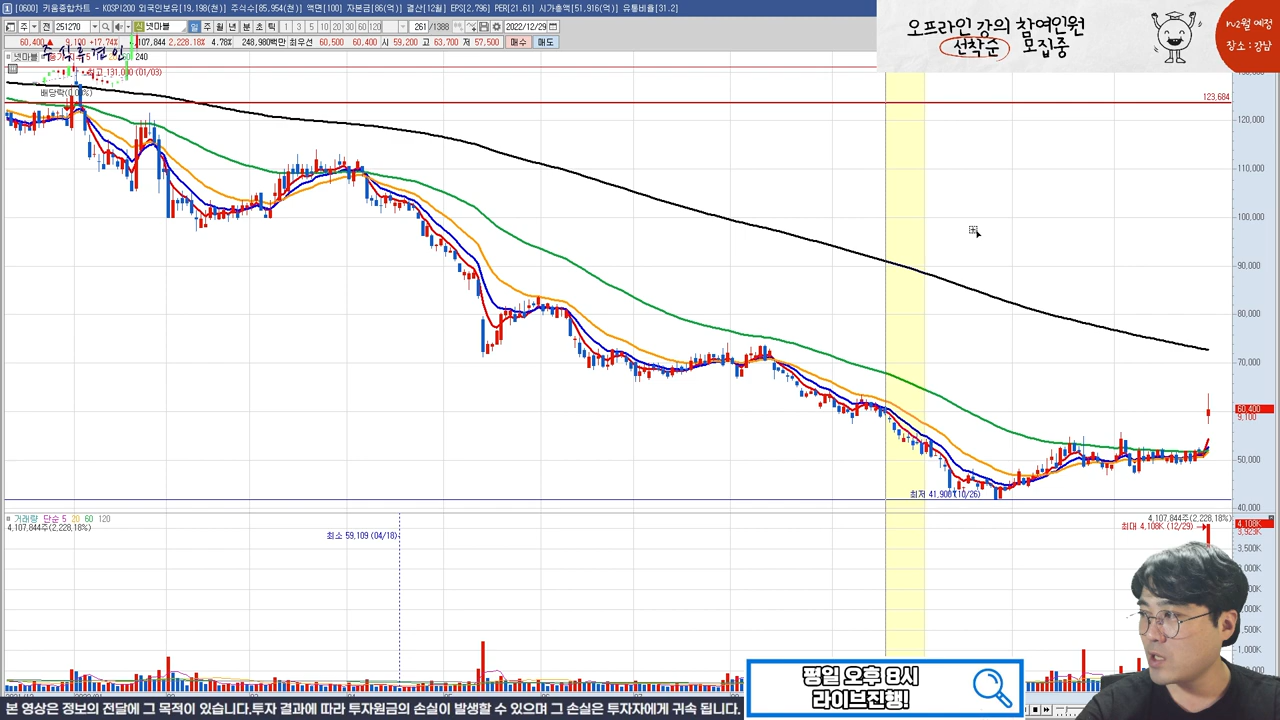 [0600] 키움종합차트 - KOSPI200 외국인보유[19.198(천)] 주식수[85.954(천)] 액면[100] 자본금[86(억)] 결산[12월] EPS[2,796] PER[21.61] 시가총액[51,916(억)] 유통비율[31.2]
주 전 251270 신 넷마블 일 주 월 년 분 초 틱 1 3 5 10 20 30 60 120 261 /1388 2022/12/29
60,400 9,100 +17.74% 107,844 2,228.18% 4.78% 248,980백만 최우선 60,500 60,400 시 59,200 고 63,700 저 57,500 매수 매도
주식유전인
넷마블 240
최고 131,000 (01/03)
배당락
오프라인 강의 참여인원
선착순 모집중
1월 예정
장소 : 강남
123,684
120,000
110,000
100,000
90,000
80,000
70,000
60,400
9,100
50,000
최저 41,900 (10/26)
40,000
거래량 단순 5 20 60 120
4,107,844주(2,228.18%)
4,107,844주(2,228.18%)
최대 4,108K (12/29)
4,108K
3,923K
최소 59,109 (04/18)
3,500K
1,000K
평일 오후 8시
라이브진행!
본 영상은 정보의 전달에 그 목적이 있습니다.투자 결과에 따라 투자원금의 손실이 발생할 수 있으며 그 손실은 투자자에게 귀속 됩니다.